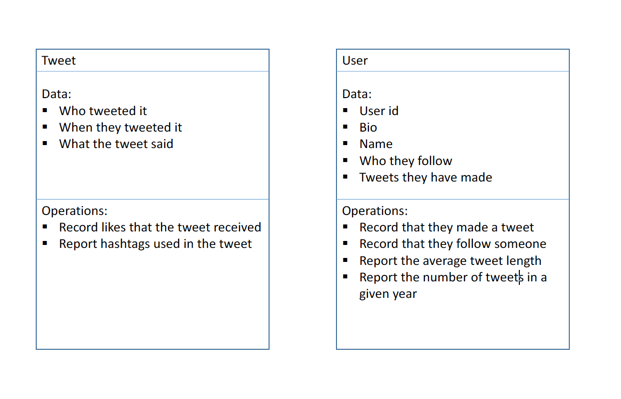 Tweet
Data:
▪ Who tweeted it
▪ When they tweeted it
▪ What the tweet said
Operations:
▪ Record likes that the tweet received
▪ Report hashtags used in the tweet
User
Data:
▪ User id
▪ Bio
▪ Name
▪ Who they follow
▪ Tweets they have made
Operations:
▪ Record that they made a tweet
▪ Record that they follow someone
▪ Report the average tweet length
▪ Report the number of tweets in a
given year